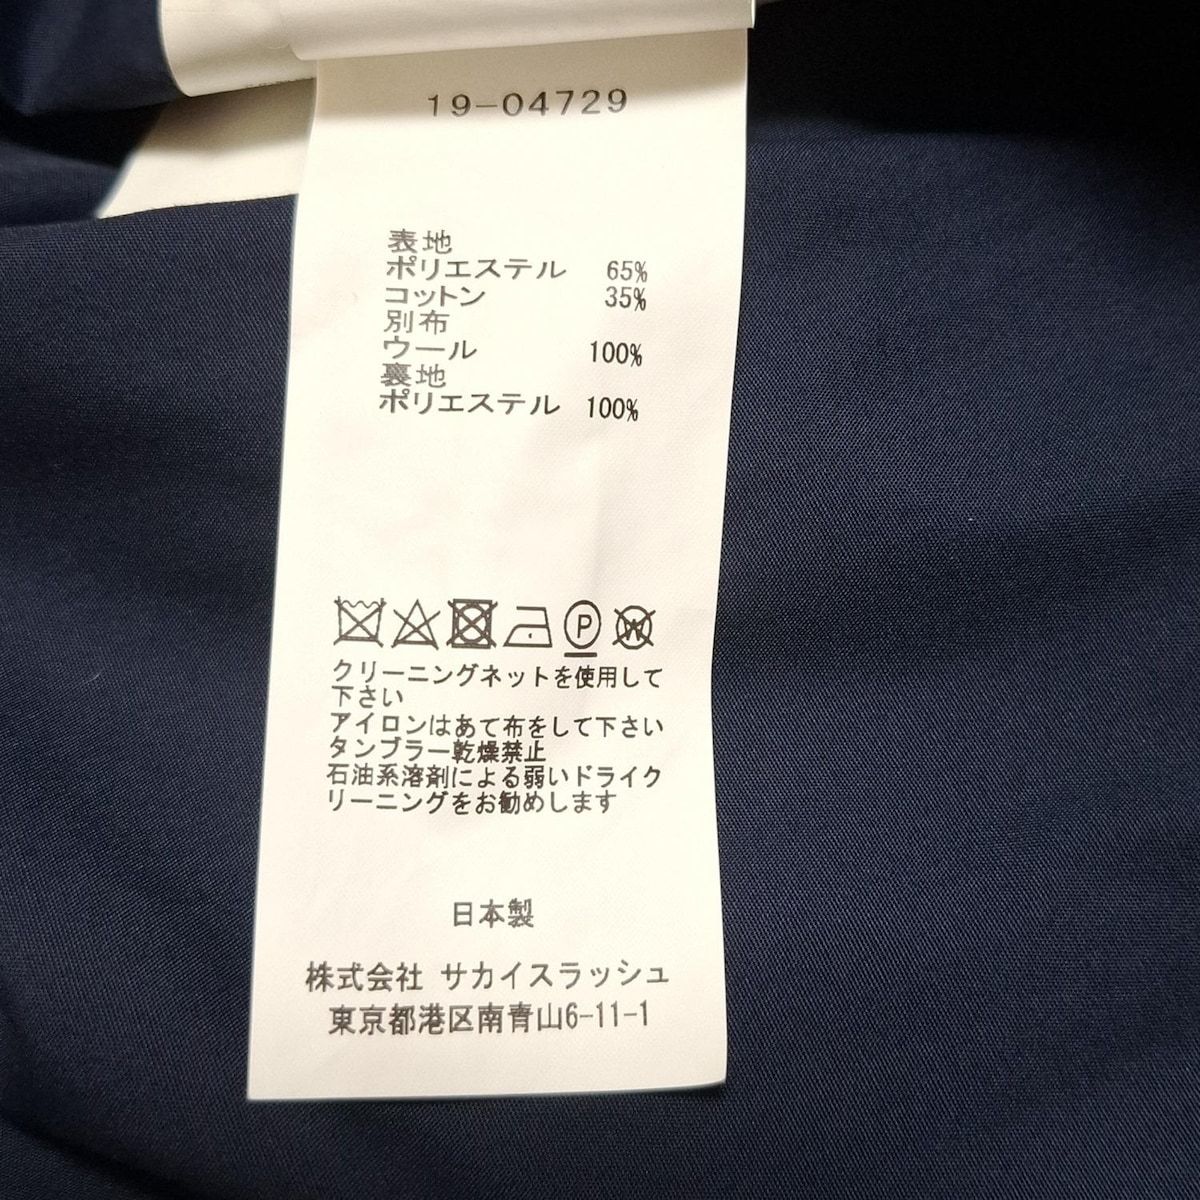 19-04729
表地
ポリエステル 65%
コットン 35%
別布
ウール 100%
裏地
ポリエステル 100%
P W
クリーニングネットを使用して
下さい
アイロンはあて布をして下さい
タンブラー乾燥禁止
石油系溶剤による弱いドライク
リーニングをお勧めします
日本製
株式会社 サカイスラッシュ
東京都港区南青山6-11-1